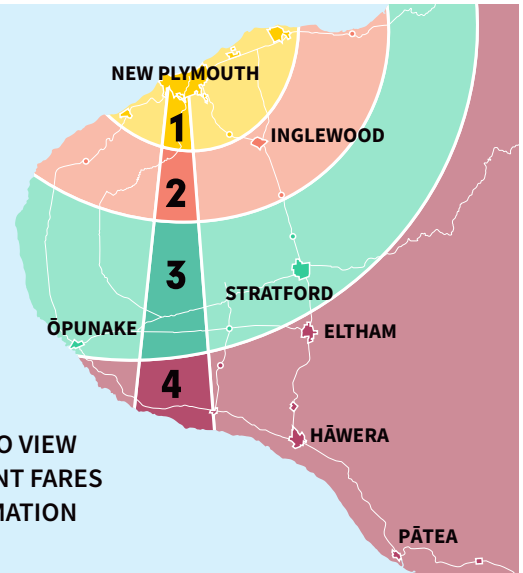 NEW PLYMOUTH
1
INGLEWOOD
2
3
STRATFORD
ŌPUNAKE
ELTHAM
4
HĀWERA
O VIEW
NT FARES
MATION
PĀTEA